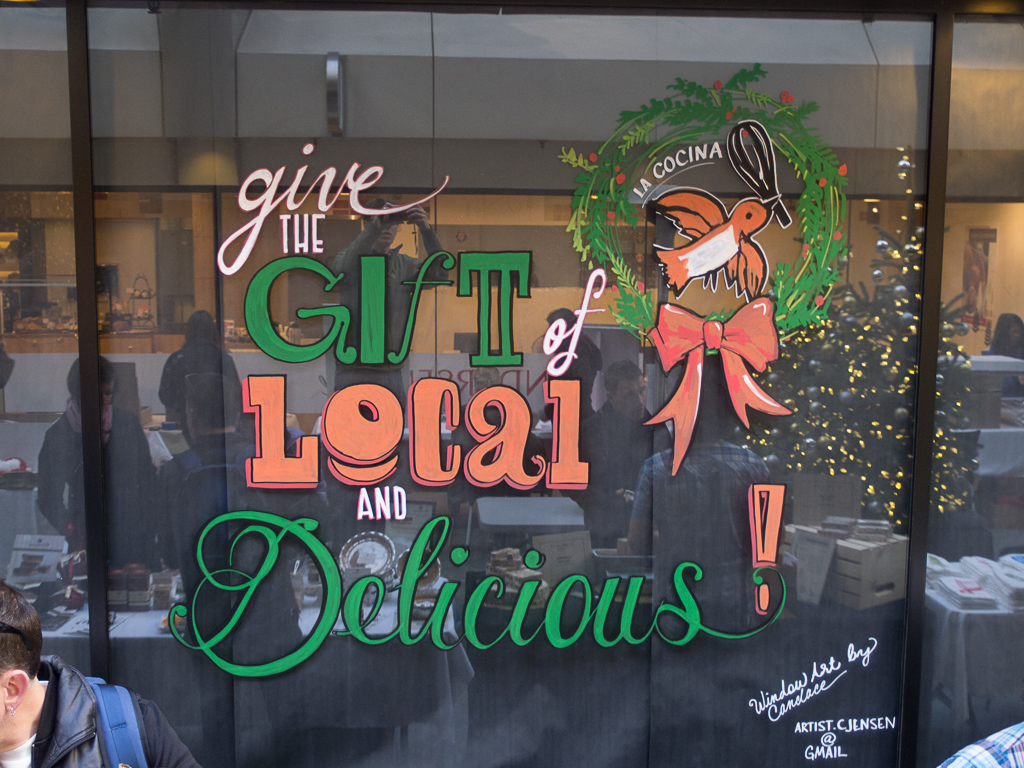 give
THE
GIfT of
LOCal
AND
Delicious!
LA COCINA
Window Art by
Candace
ARTIST.CJENSEN
@
GMAIL